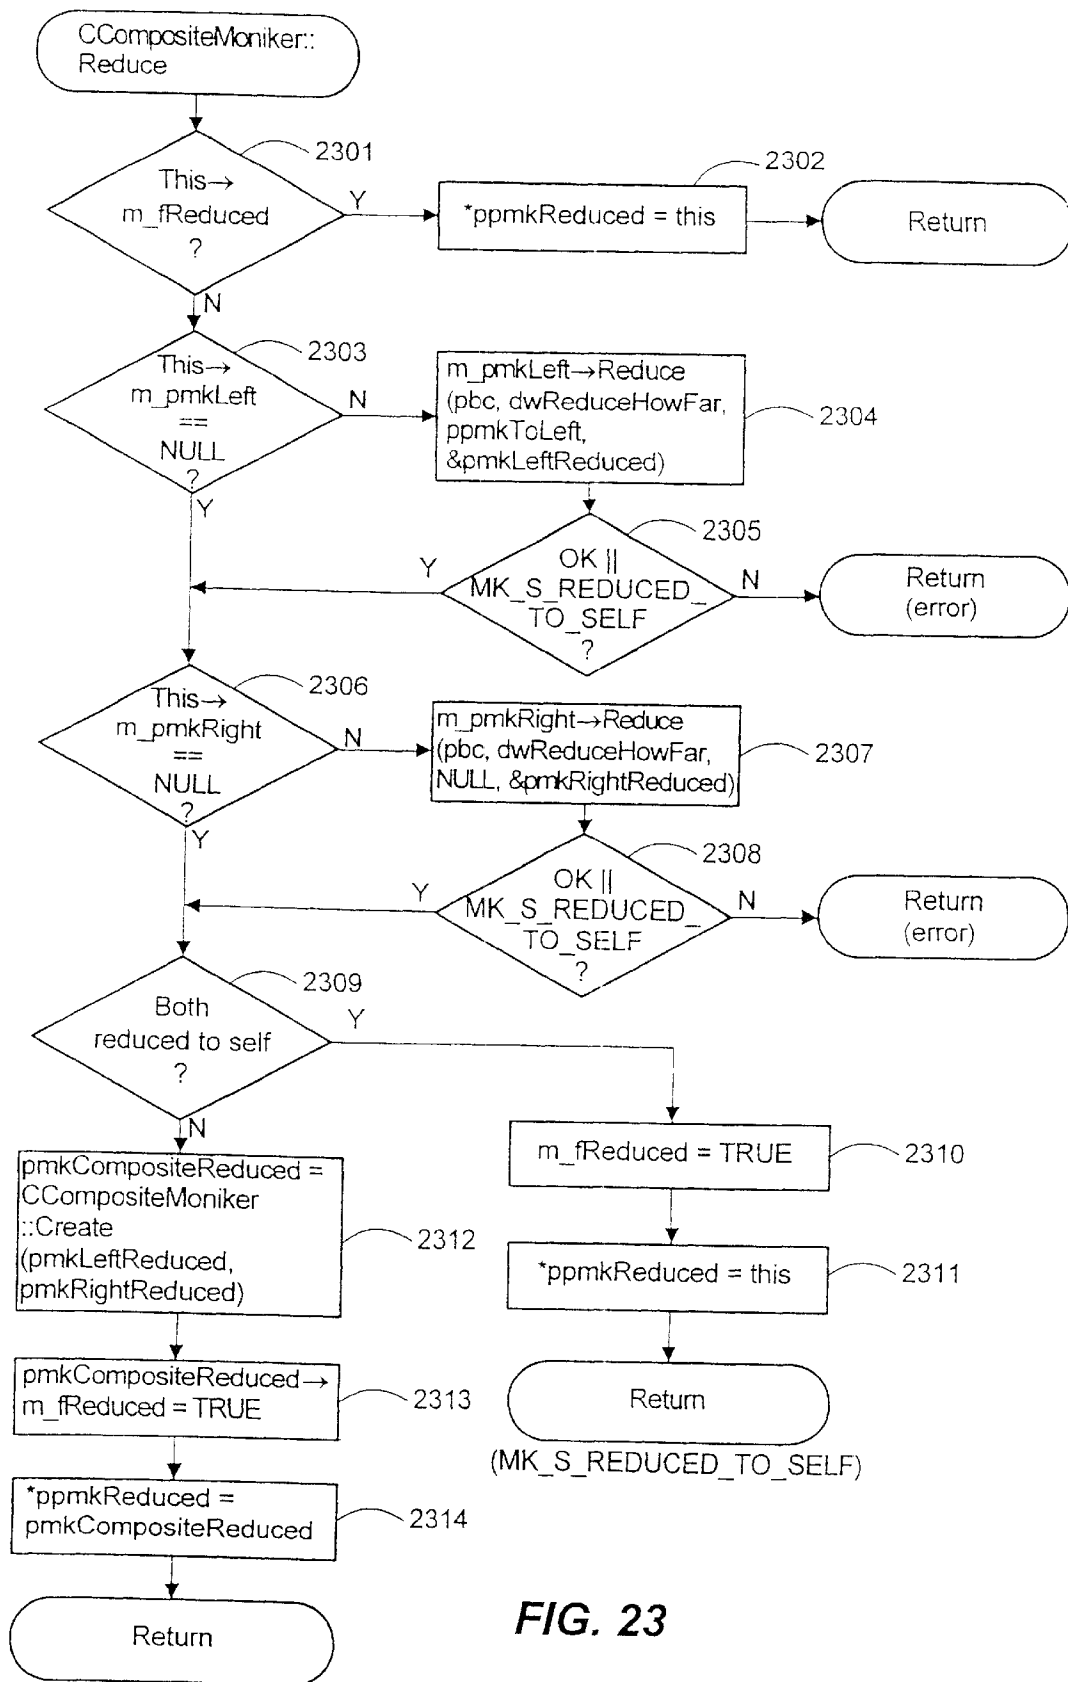 CCompositeMoniker::
Reduce
2301
This→
m_fReduced
?
Y
N
2302
*ppmkReduced = this
Return
2303
This→
m_pmkLeft
==
NULL
?
N
Y
m_pmkLeft→Reduce
(pbc, dwReduceHowFar,
ppmkToLeft,
&pmkLeftReduced)
2304
2305
OK ||
MK_S_REDUCED_
TO_SELF
?
Y
N
Return
(error)
2306
This→
m_pmkRight
==
NULL
?
N
Y
m_pmkRight→Reduce
(pbc, dwReduceHowFar,
NULL, &pmkRightReduced)
2307
2308
OK ||
MK_S_REDUCED_
TO_SELF
?
Y
N
Return
(error)
2309
Both
reduced to self
?
Y
N
m_fReduced = TRUE
2310
*ppmkReduced = this
2311
Return
(MK_S_REDUCED_TO_SELF)
pmkCompositeReduced =
CCompositeMoniker
::Create
(pmkLeftReduced,
pmkRightReduced)
2312
pmkCompositeReduced→
m_fReduced = TRUE
2313
*ppmkReduced =
pmkCompositeReduced
2314
Return
FIG. 23